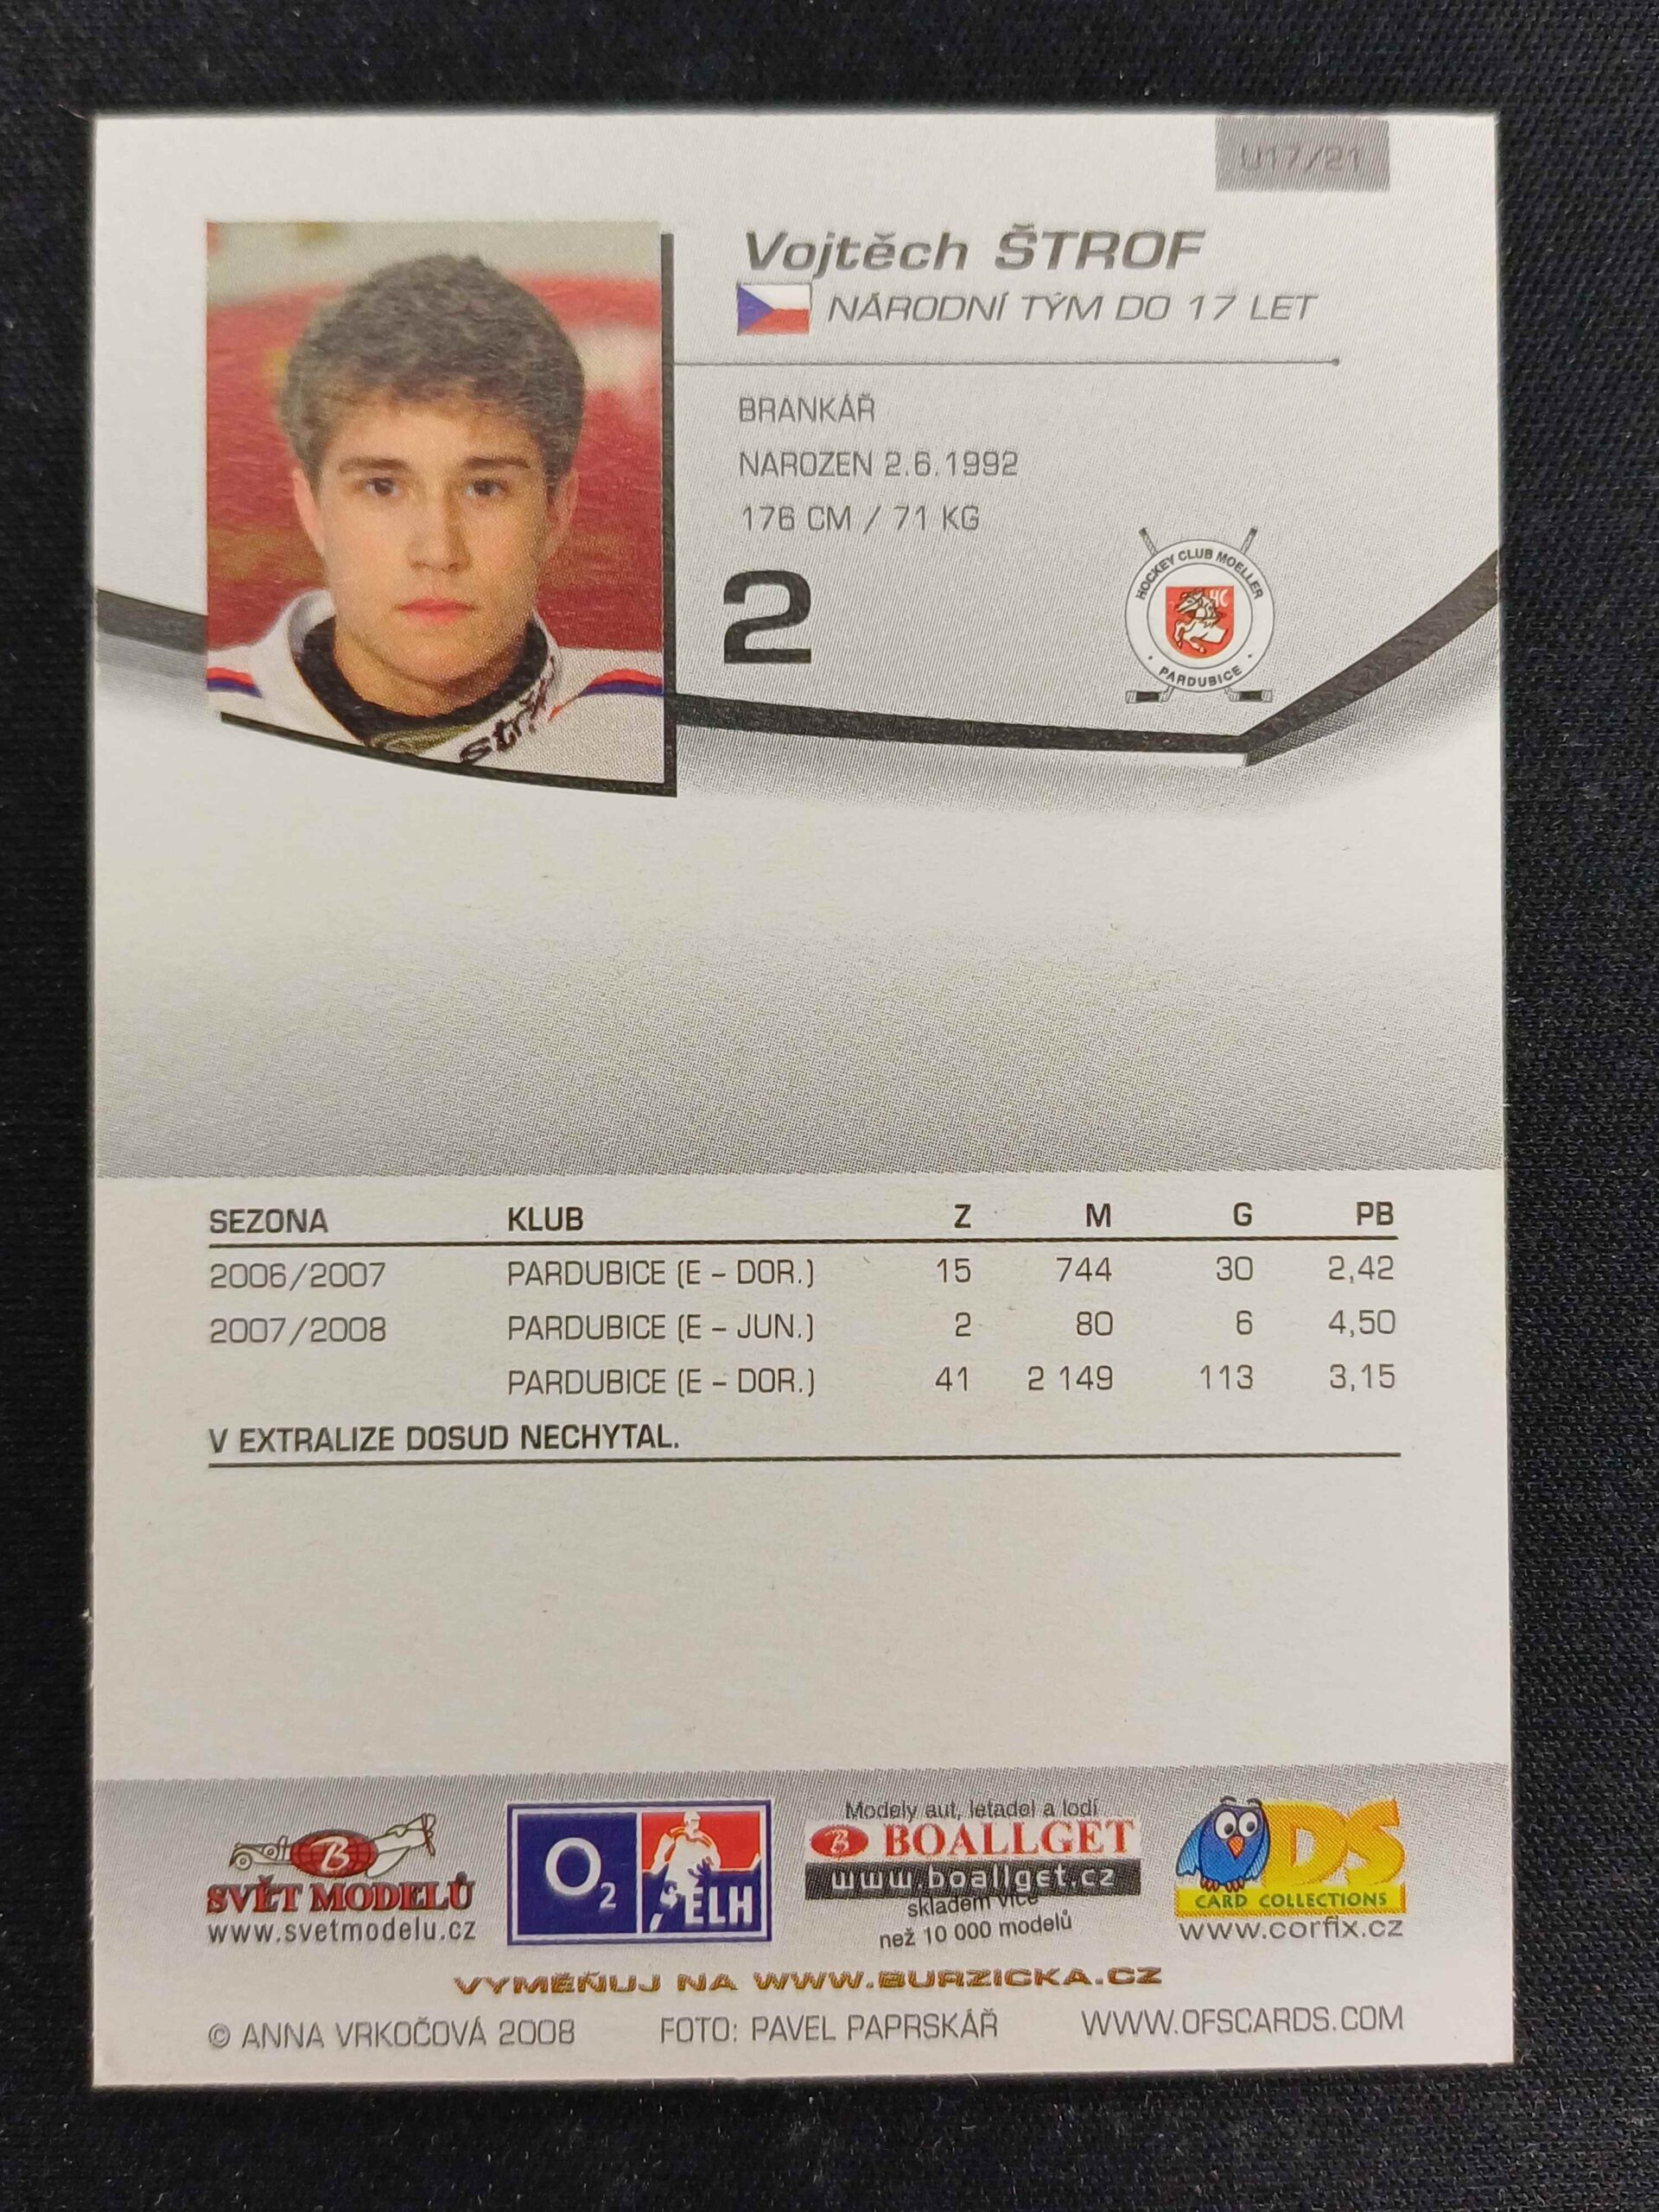 U17/21
Vojtěch ŠTROF
NÁRODNÍ TÝM DO 17 LET
BRANKÁŘ
NAROZEN 2.6.1992
176 CM / 71 KG
2
HOCKEY CLUB MOELLER
HC
• PARDUBICE •
strý
SEZONA KLUB Z M G PB
2006/2007 PARDUBICE (E – DOR.) 15 744 30 2,42
2007/2008 PARDUBICE (E – JUN.) 2 80 6 4,50
PARDUBICE (E – DOR.) 41 2 149 113 3,15
V EXTRALIZE DOSUD NECHYTAL.
B
SVĚT MODELŮ
www.svetmodelu.cz
O2
ELH
Modely aut, letadel a lodí
B BOALLGET
www.boallget.cz
skladem více
než 10 000 modelů
DS
CARD COLLECTIONS
www.corfix.cz
VYMĚŇUJ NA WWW.BURZICKA.CZ
© ANNA VRKOČOVÁ 2008 FOTO: PAVEL PAPRSKÁŘ WWW.OFSCARDS.COM